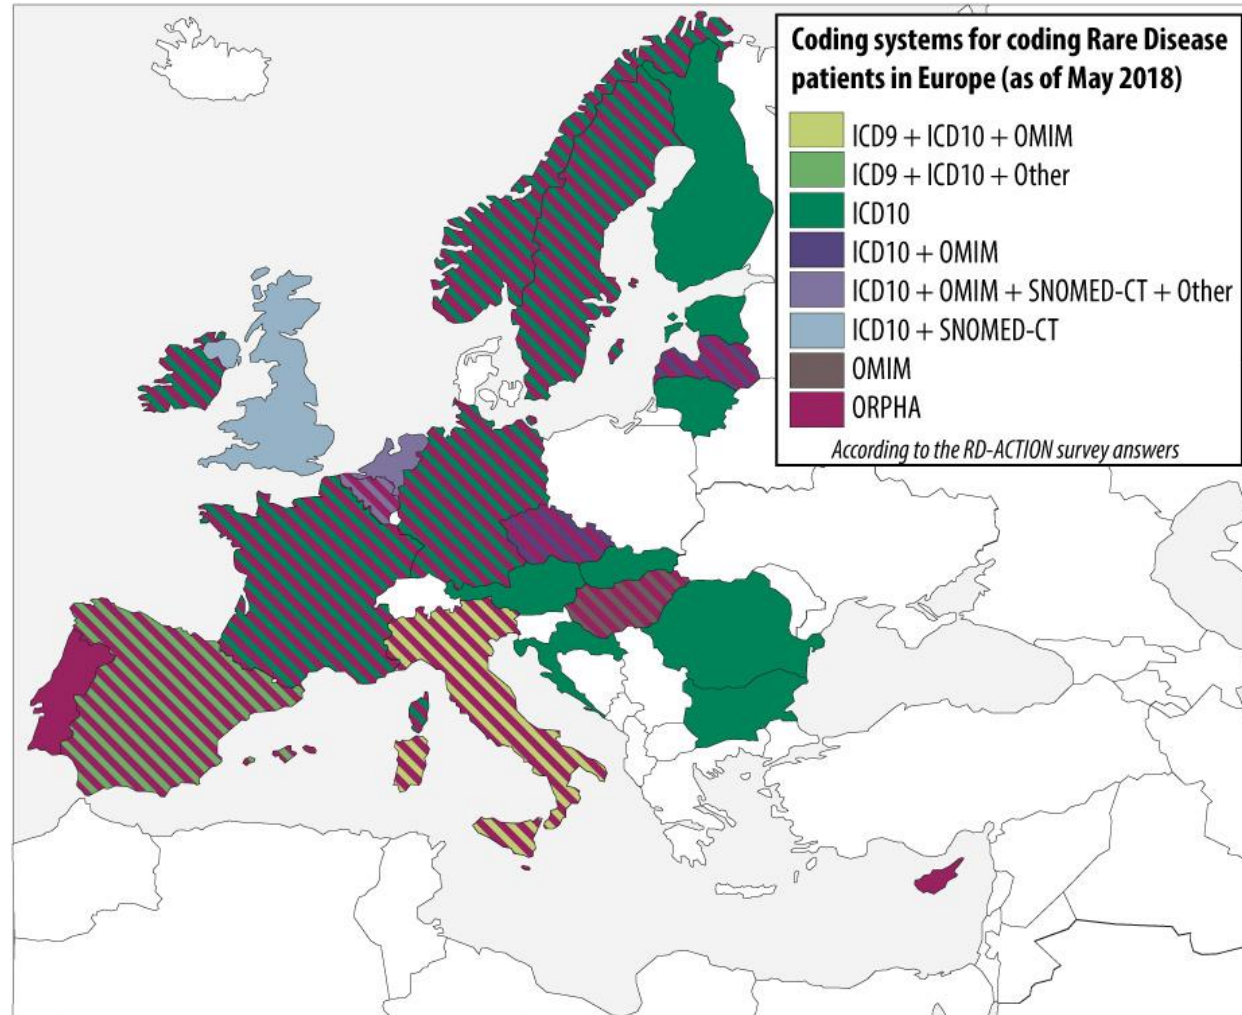 Coding systems for coding Rare Disease
patients in Europe (as of May 2018)
ICD9 + ICD10 + OMIM
ICD9 + ICD10 + Other
ICD10
ICD10 + OMIM
ICD10 + OMIM + SNOMED-CT + Other
ICD10 + SNOMED-CT
OMIM
ORPHA
According to the RD-ACTION survey answers